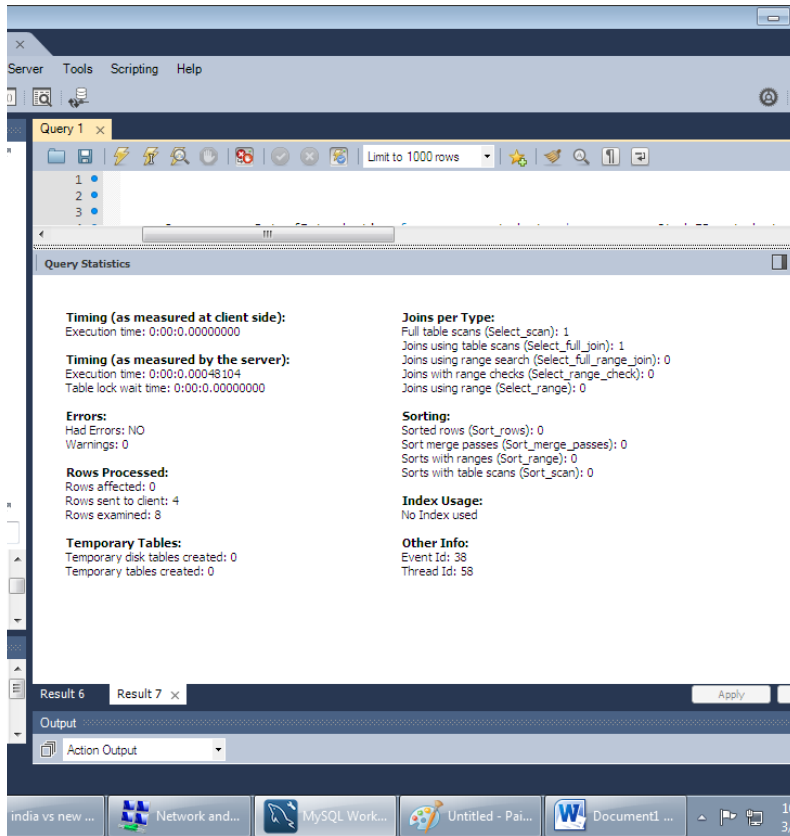 Server Tools Scripting Help
Query 1
Limit to 1000 rows
1
2
3
Query Statistics
Timing (as measured at client side):
Execution time: 0:00:0.00000000
Timing (as measured by the server):
Execution time: 0:00:0.00048104
Table lock wait time: 0:00:0.00000000
Errors:
Had Errors: NO
Warnings: 0
Rows Processed:
Rows affected: 0
Rows sent to client: 4
Rows examined: 8
Temporary Tables:
Temporary disk tables created: 0
Temporary tables created: 0
Joins per Type:
Full table scans (Select_scan): 1
Joins using table scans (Select_full_join): 1
Joins using range search (Select_full_range_join): 0
Joins with range checks (Select_range_check): 0
Joins using range (Select_range): 0
Sorting:
Sorted rows (Sort_rows): 0
Sort merge passes (Sort_merge_passes): 0
Sorts with ranges (Sort_range): 0
Sorts with table scans (Sort_scan): 0
Index Usage:
No Index used
Other Info:
Event Id: 38
Thread Id: 58
Result 6 Result 7
Apply
Output
Action Output
india vs new ... Network and... MySQL Work... Untitled - Pai... Document1 ...